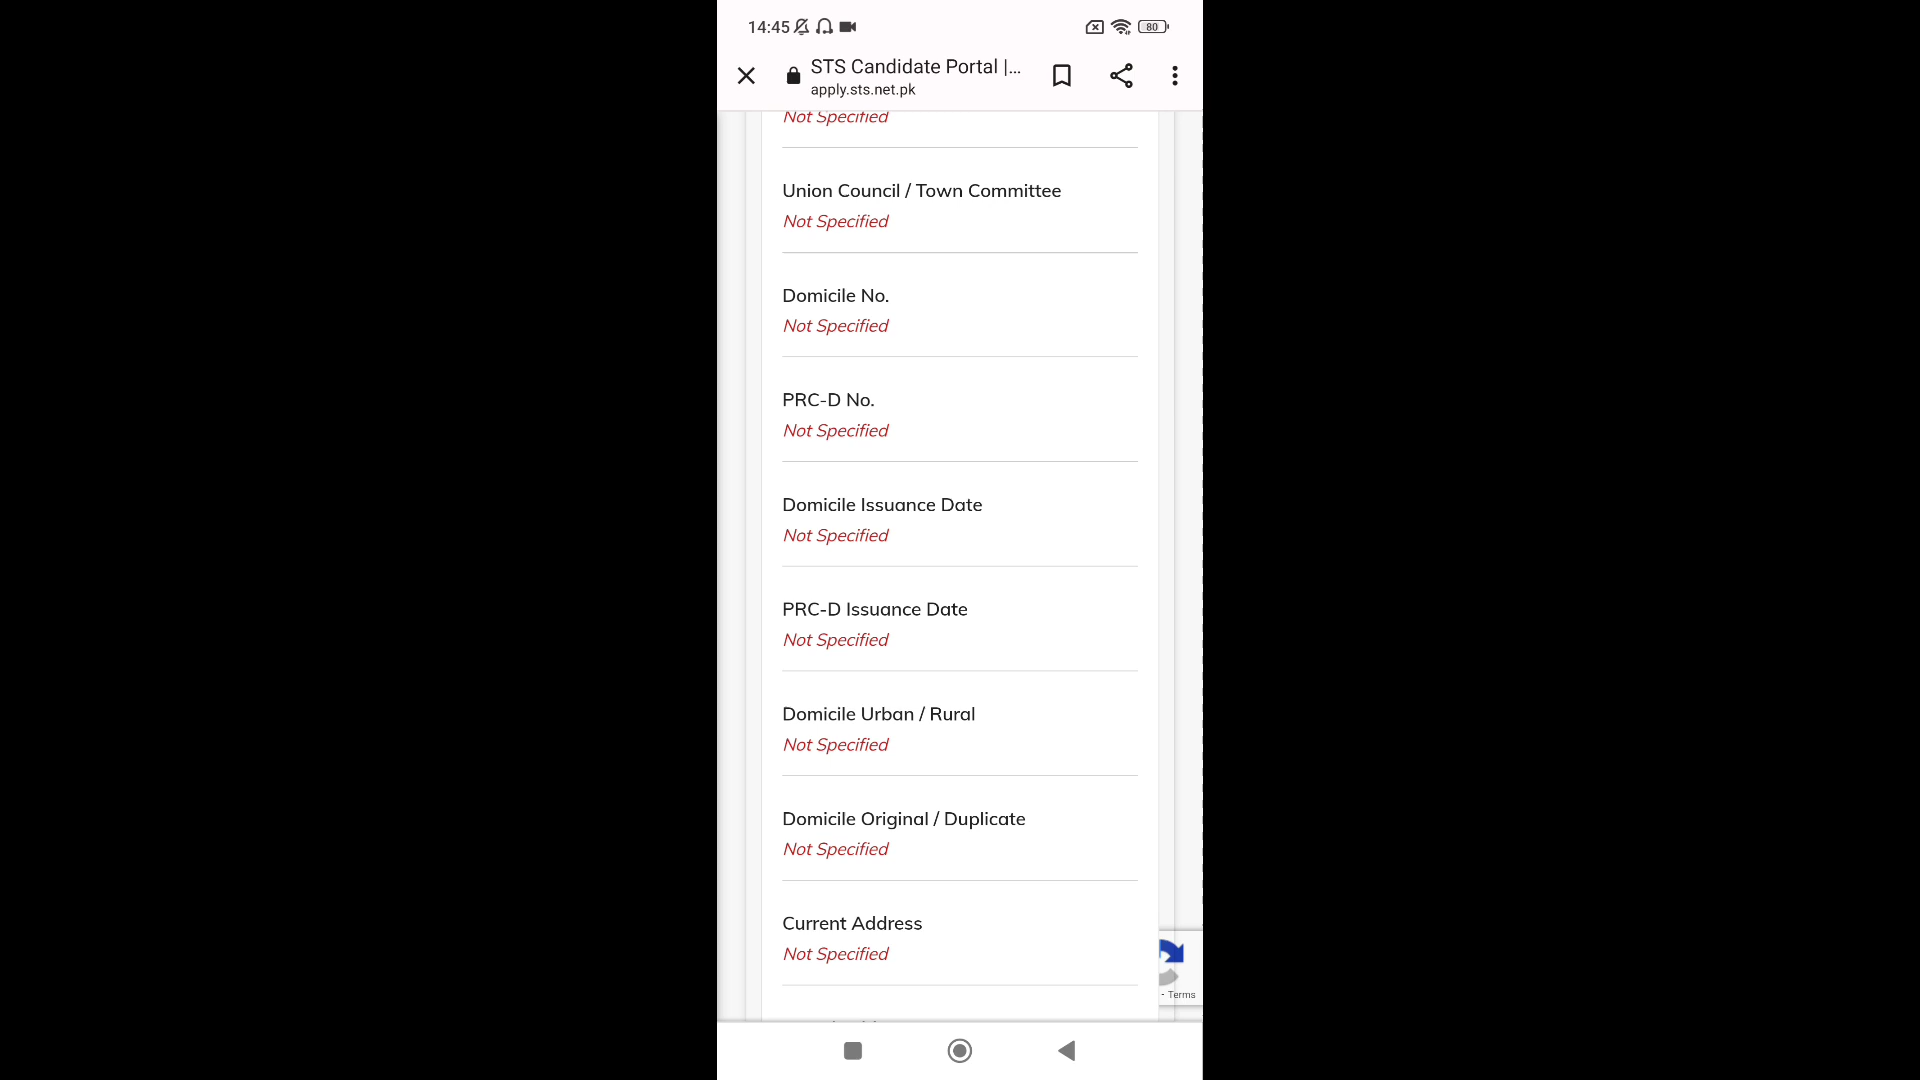 14:45
80
STS Candidate Portal |...
apply.sts.net.pk
Not Specified
Union Council / Town Committee
Not Specified
Domicile No.
Not Specified
PRC-D No.
Not Specified
Domicile Issuance Date
Not Specified
PRC-D Issuance Date
Not Specified
Domicile Urban / Rural
Not Specified
Domicile Original / Duplicate
Not Specified
Current Address
Not Specified
- Terms